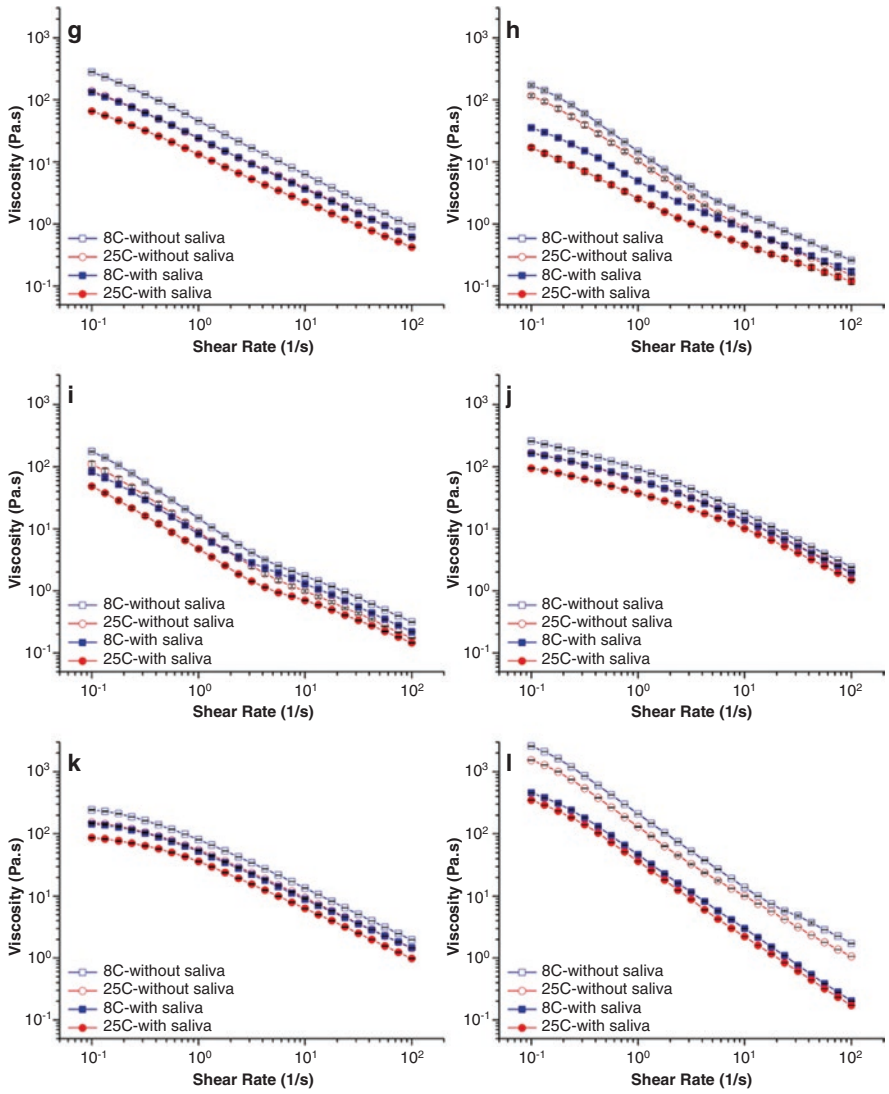 g
10³
10²
10¹
10⁰
10⁻¹
Viscosity (Pa.s)
8C-without saliva
25C-without saliva
8C-with saliva
25C-with saliva
10⁻¹ 10⁰ 10¹ 10²
Shear Rate (1/s)
h
10³
10²
10¹
10⁰
10⁻¹
Viscosity (Pa.s)
8C-without saliva
25C-without saliva
8C-with saliva
25C-with saliva
10⁻¹ 10⁰ 10¹ 10²
Shear Rate (1/s)
i
10³
10²
10¹
10⁰
10⁻¹
Viscosity (Pa.s)
8C-without saliva
25C-without saliva
8C-with saliva
25C-with saliva
10⁻¹ 10⁰ 10¹ 10²
Shear Rate (1/s)
j
10³
10²
10¹
10⁰
10⁻¹
Viscosity (Pa.s)
8C-without saliva
25C-without saliva
8C-with saliva
25C-with saliva
10⁻¹ 10⁰ 10¹ 10²
Shear Rate (1/s)
k
10³
10²
10¹
10⁰
10⁻¹
Viscosity (Pa.s)
8C-without saliva
25C-without saliva
8C-with saliva
25C-with saliva
10⁻¹ 10⁰ 10¹ 10²
Shear Rate (1/s)
l
10³
10²
10¹
10⁰
10⁻¹
Viscosity (Pa.s)
8C-without saliva
25C-without saliva
8C-with saliva
25C-with saliva
10⁻¹ 10⁰ 10¹ 10²
Shear Rate (1/s)